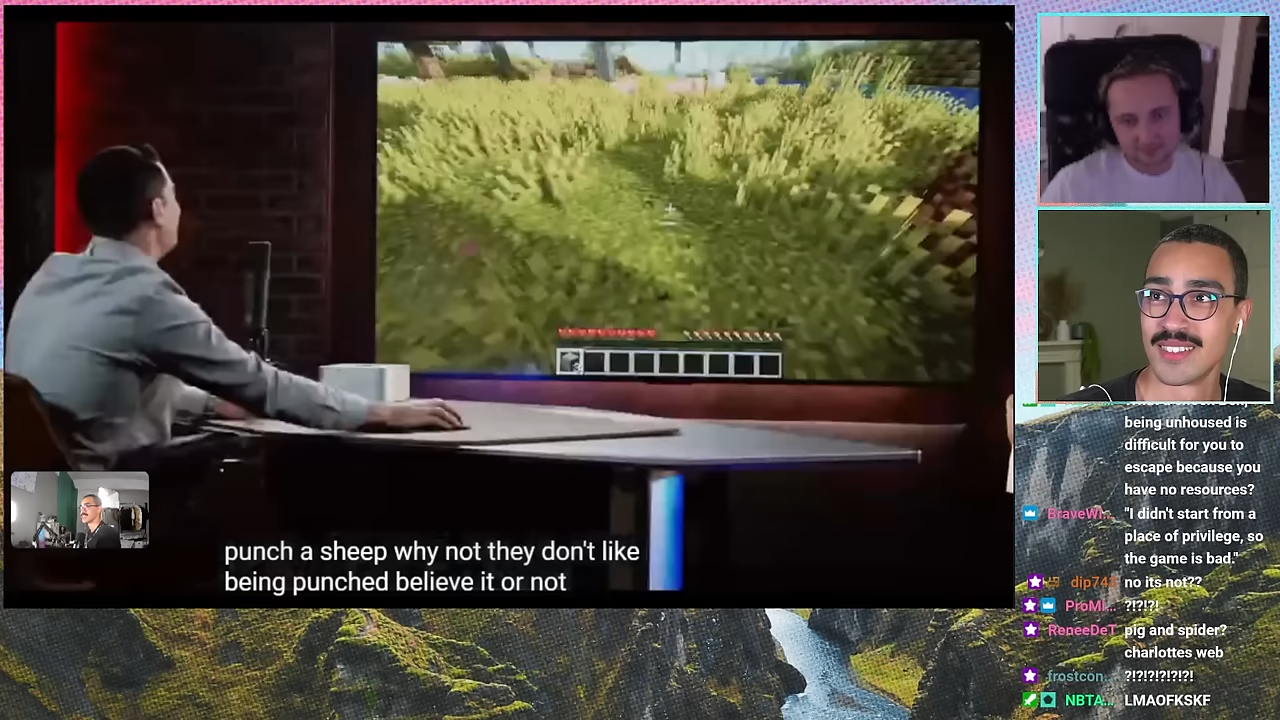 punch a sheep why not they don't like
being punched believe it or not
being unhoused is
difficult for you to
escape because you
have no resources?
BraveWi... "I didn't start from a
place of privilege, so
the game is bad."
no its not??
ProMi... ?!?!?!
ReneeDeT pig and spider?
charlottes web
frostcon ?!?!?!?!?!?!
NBTA... LMAOFKSKF